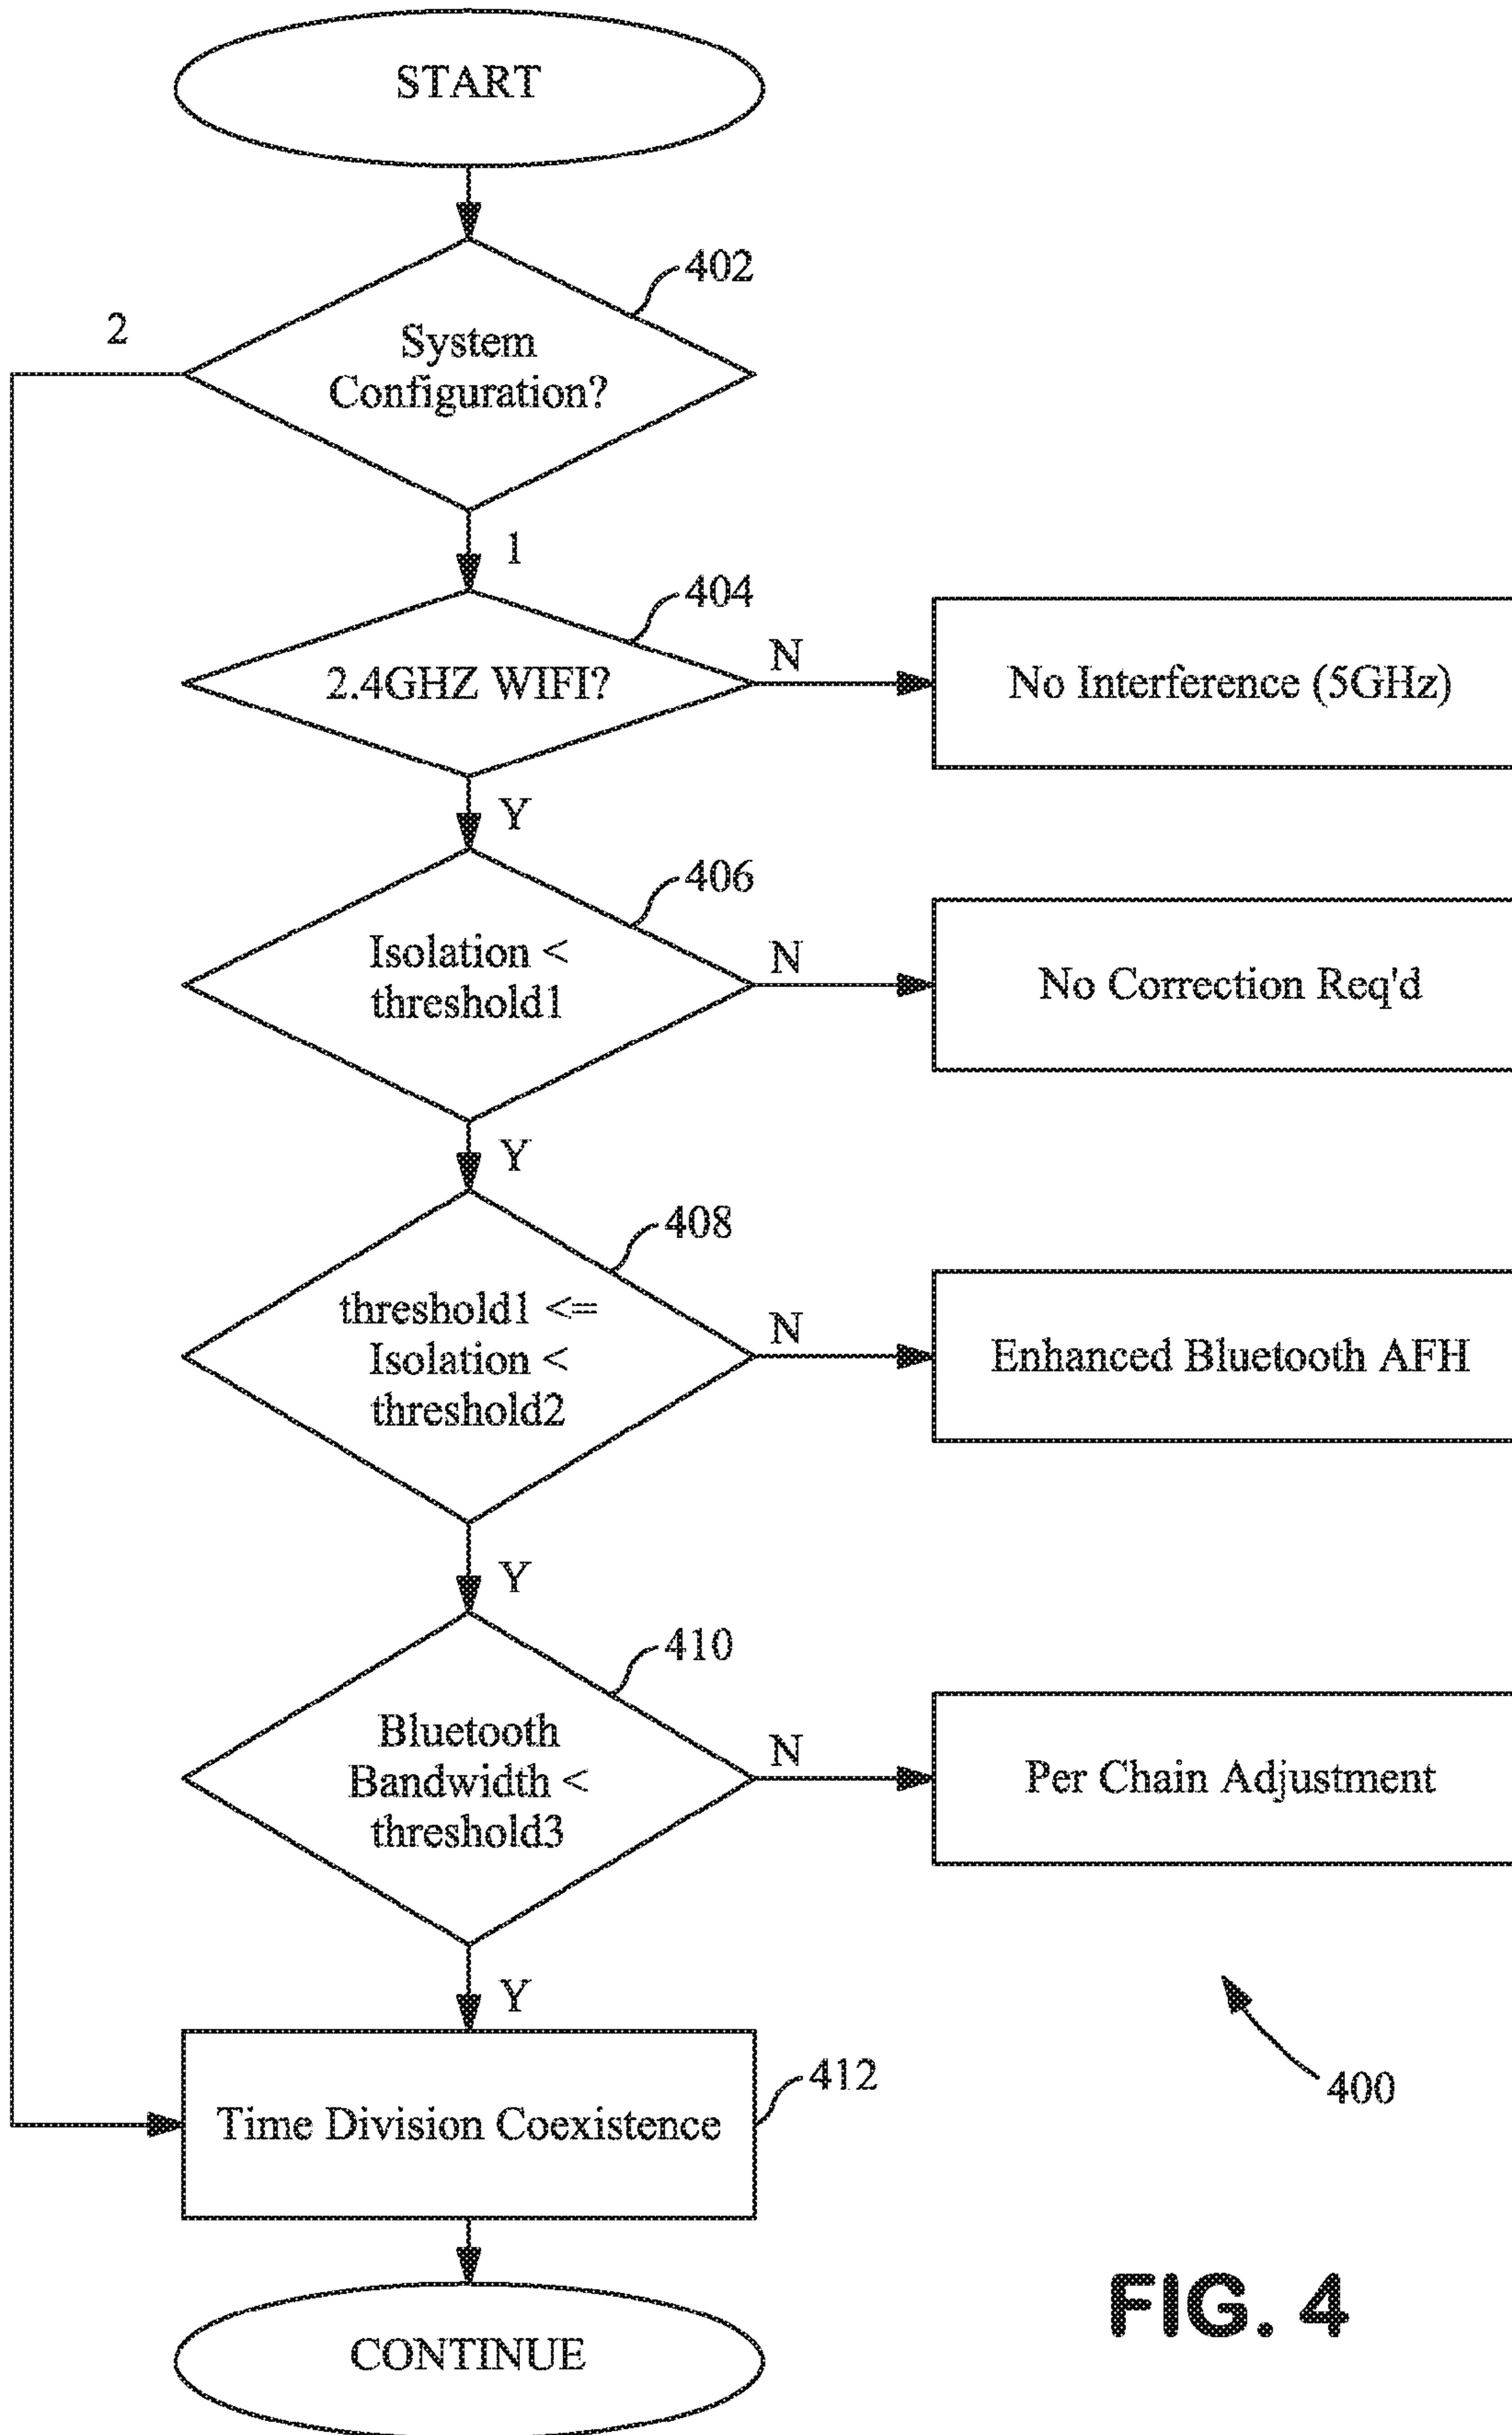 START
402
2
System
Configuration?
1
404
2.4GHZ WIFI?
N
No Interference (5GHz)
Y
406
Isolation <
threshold1
N
No Correction Req'd
Y
408
threshold1 <=
Isolation <
threshold2
N
Enhanced Bluetooth AFH
Y
410
Bluetooth
Bandwidth <
threshold3
N
Per Chain Adjustment
Y
412
Time Division Coexistence
400
CONTINUE
FIG. 4